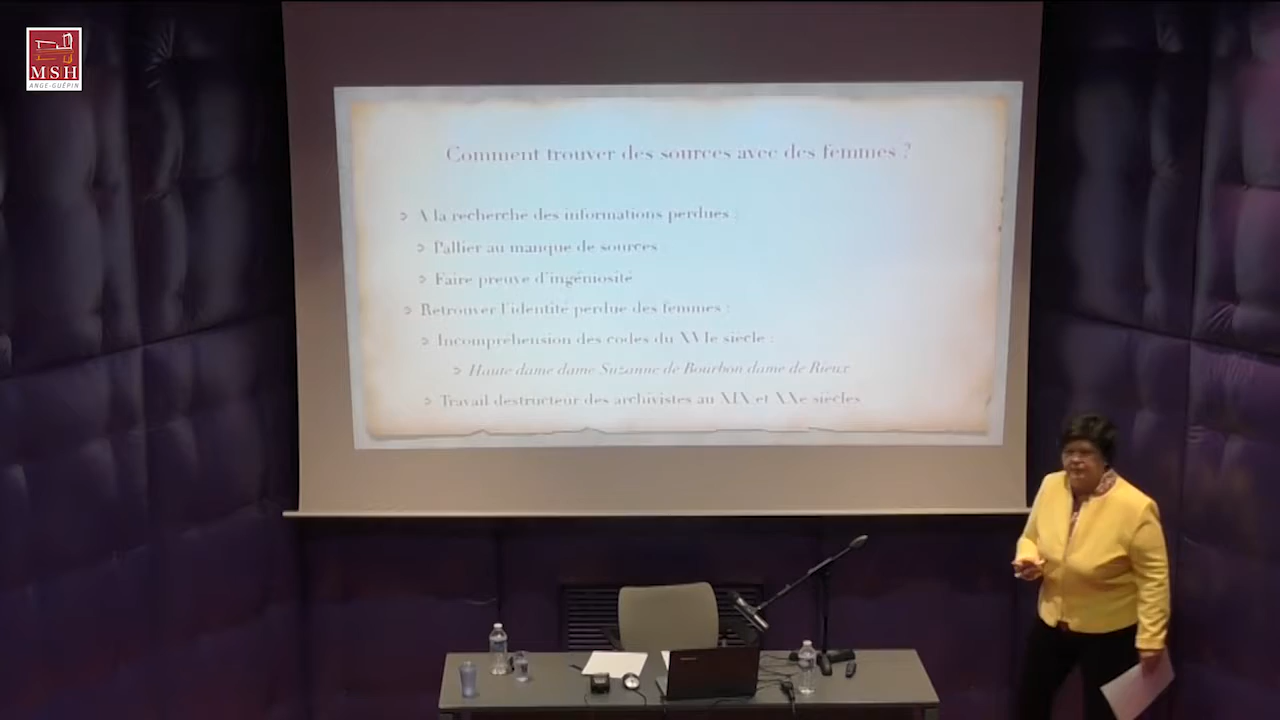 MSH
ANGE-GUÉPIN
Comment trouver des sources avec des femmes ?
A la recherche des informations perdues :
Pallier au manque de sources
Faire preuve d'ingéniosité
Retrouver l'identité perdue des femmes :
Incompréhension des codes du XVIe siècle :
Haute dame dame Suzanne de Bourbon dame de Rieux
Travail destructeur des archivistes au XIX et XXe siècles